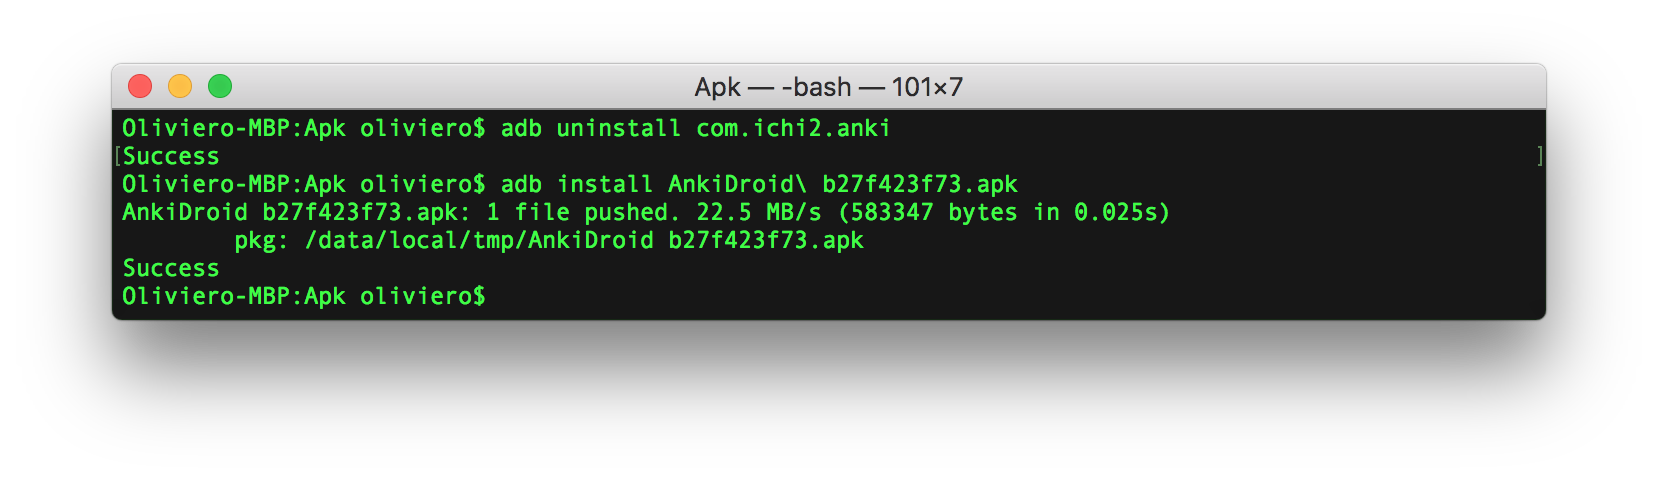 Apk — -bash — 101×7
Oliviero-MBP:Apk oliviero$ adb uninstall com.ichi2.anki
[Success ]
Oliviero-MBP:Apk oliviero$ adb install AnkiDroid\ b27f423f73.apk
AnkiDroid b27f423f73.apk: 1 file pushed. 22.5 MB/s (583347 bytes in 0.025s)
        pkg: /data/local/tmp/AnkiDroid b27f423f73.apk
Success
Oliviero-MBP:Apk oliviero$